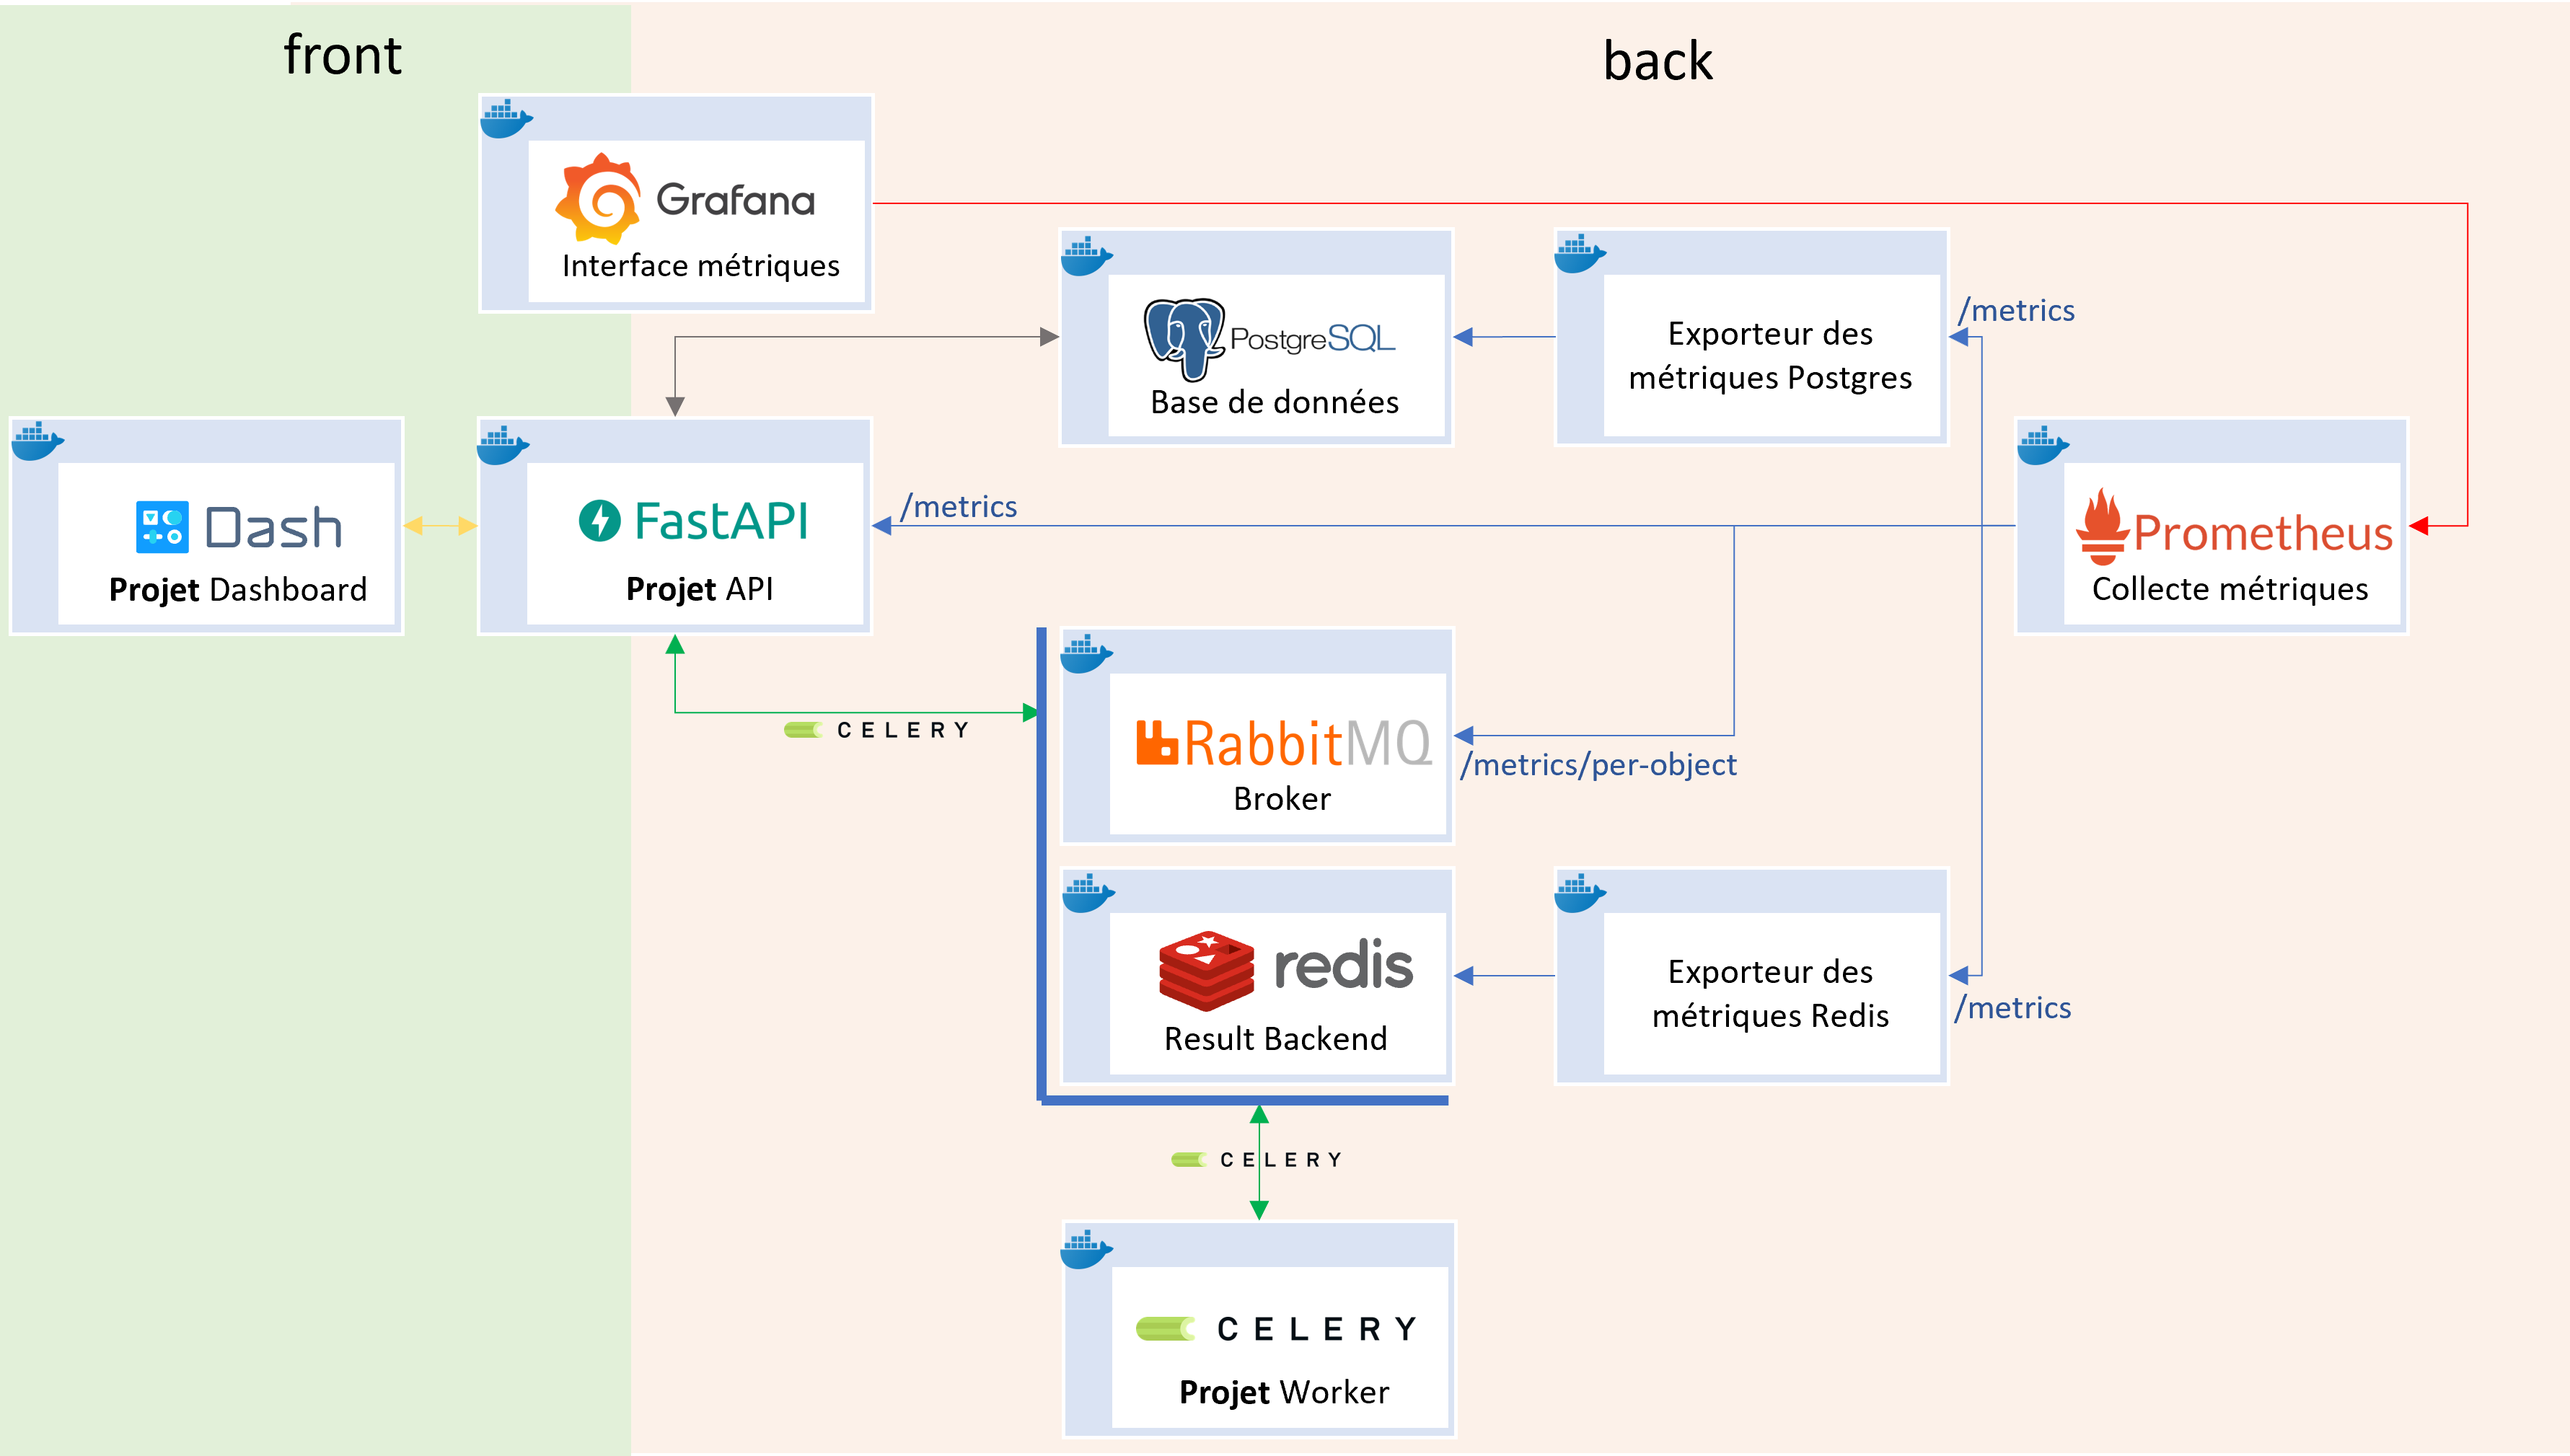 front
back
Grafana
Interface métriques
PostgreSQL
Base de données
Exporteur des
métriques Postgres
/metrics
Dash
Projet Dashboard
FastAPI
Projet API
/metrics
Prometheus
Collecte métriques
CELERY
RabbitMQ
Broker
/metrics/per-object
redis
Result Backend
Exporteur des
métriques Redis
/metrics
CELERY
CELERY
Projet Worker